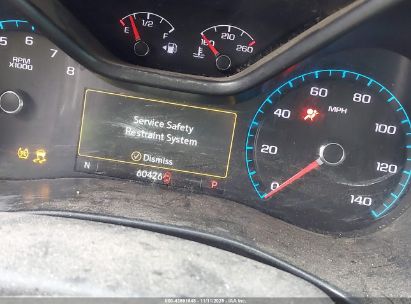 1/2
E F
160 210 260
5 6 7 8
RPM
X1000
Service Safety
Restraint System
Dismiss
N 60426 P
0 20 40 60 80 100 120 140
MPH